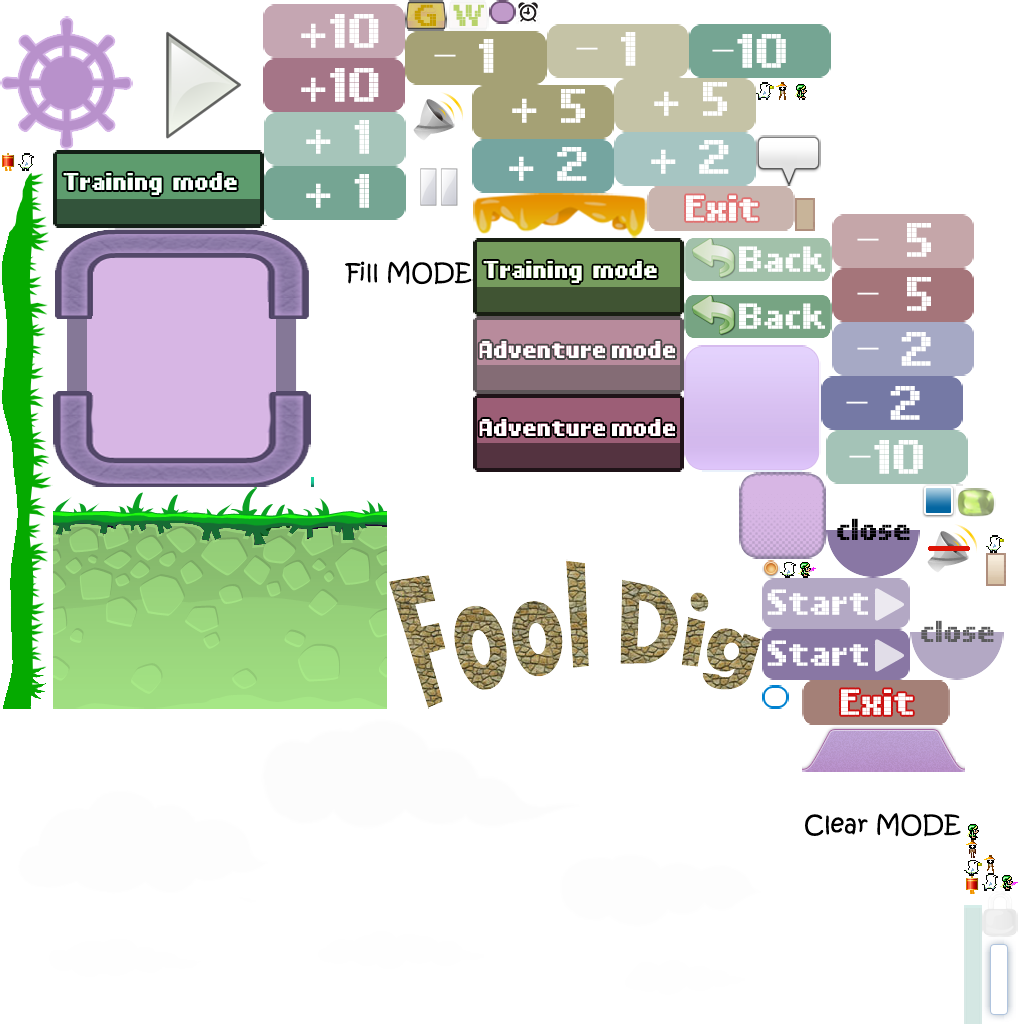 G W
+10
- 1
- 1
-10
+10
+ 5
+ 5
+ 1
+ 2
+ 2
+ 1
Training mode
Exit
- 5
Back
Fill MODE
Training mode
- 5
Back
Adventure mode
- 2
- 2
Adventure mode
-10
close
Fool Dig
Start
close
Start
Exit
Clear MODE